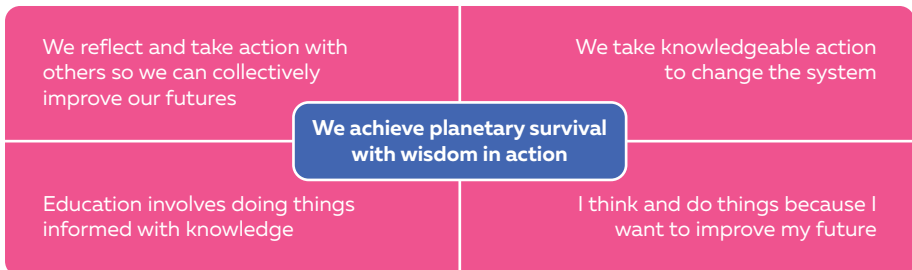 We reflect and take action with
others so we can collectively
improve our futures
We take knowledgeable action
to change the system
We achieve planetary survival
with wisdom in action
Education involves doing things
informed with knowledge
I think and do things because I
want to improve my future